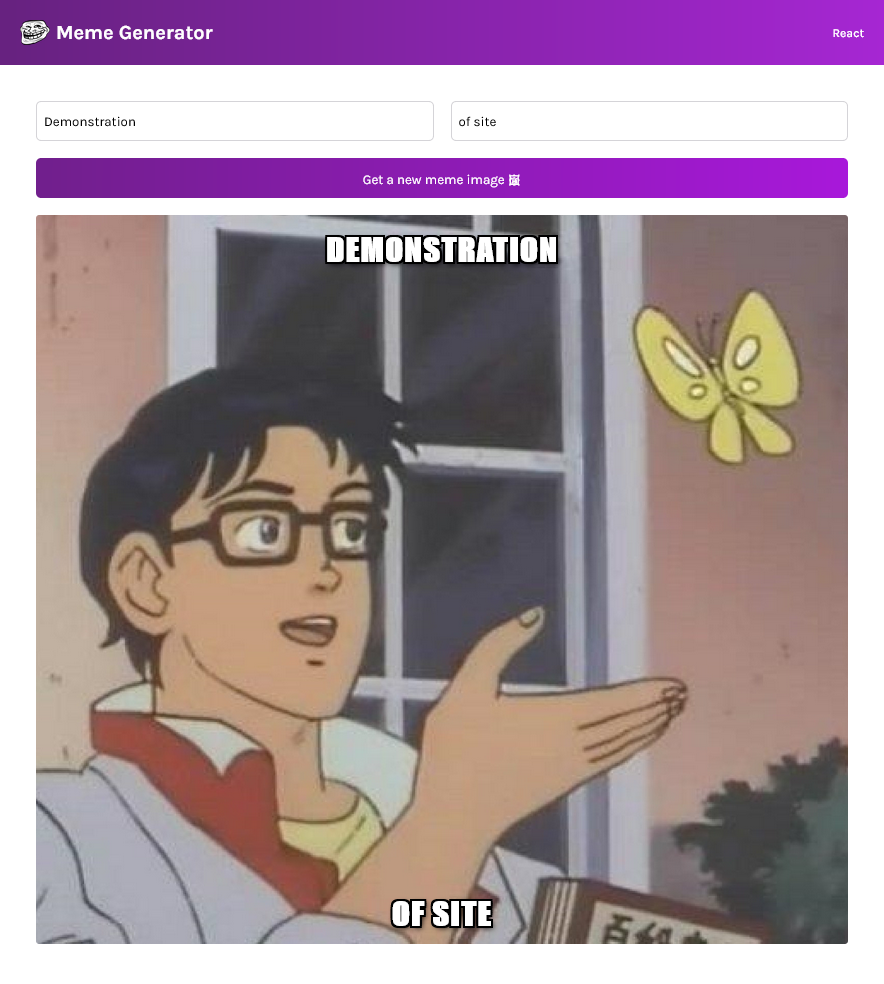 Meme Generator
React
Demonstration
of site
Get a new meme image 🖼
DEMONSTRATION
OF SITE